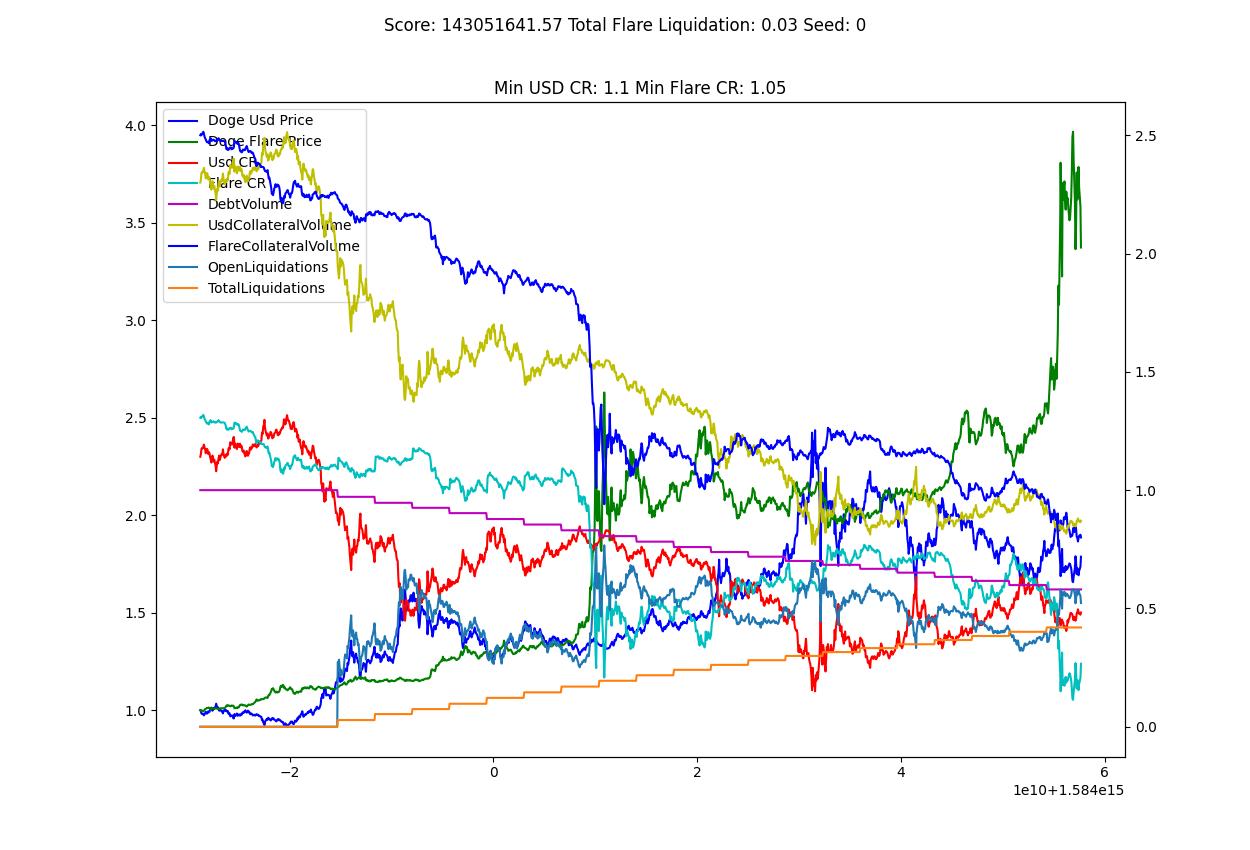 Score: 143051641.57 Total Flare Liquidation: 0.03 Seed: 0
Min USD CR: 1.1 Min Flare CR: 1.05
Doge Usd Price
Doge Flare Price
Usd CR
Flare CR
DebtVolume
UsdCollateralVolume
FlareCollateralVolume
OpenLiquidations
TotalLiquidations
4.0
3.5
3.0
2.5
2.0
1.5
1.0
2.5
2.0
1.5
1.0
0.5
0.0
−2
0
2
4
6
1e10+1.584e15